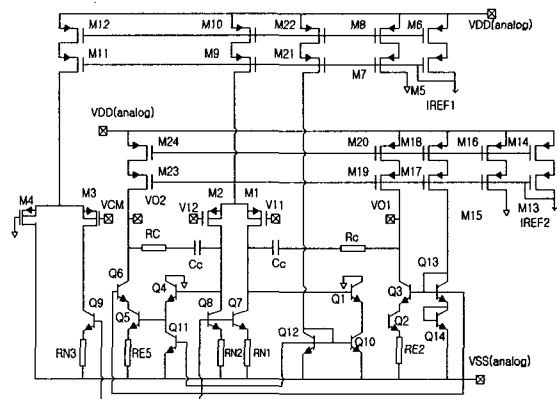 M12 M10 M22 M8 M6
VDD(analog)
M11 M9 M21 M7
M5
IREF1
VDD(analog)
M24 M20 M18 M16 M14
M23 M19 M17
M4 M3 VCM VO2 V12 M2 M1 V11 VO1 M15 M13
IREF2
RC Cc Cc Rc
Q13
Q6 Q4 Q1 Q3
Q9 Q5 Q11 Q8 Q7 Q12 Q10 Q2 Q14
RN3 RE5 RN2 RN1 RE2
VSS(analog)